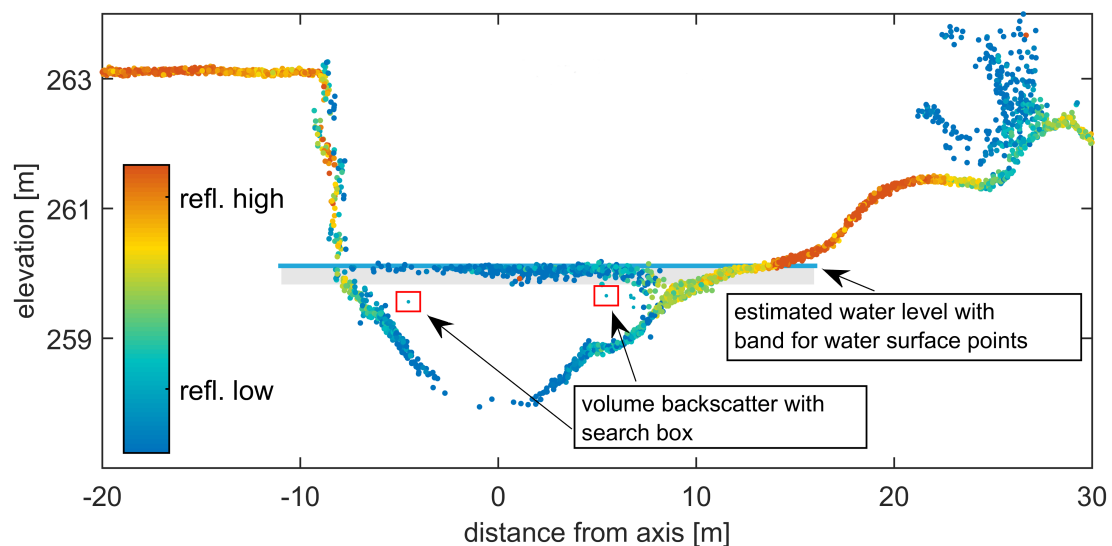 263
261
259
elevation [m]
refl. high
refl. low
estimated water level with
band for water surface points
volume backscatter with
search box
-20
-10
0
10
20
30
distance from axis [m]